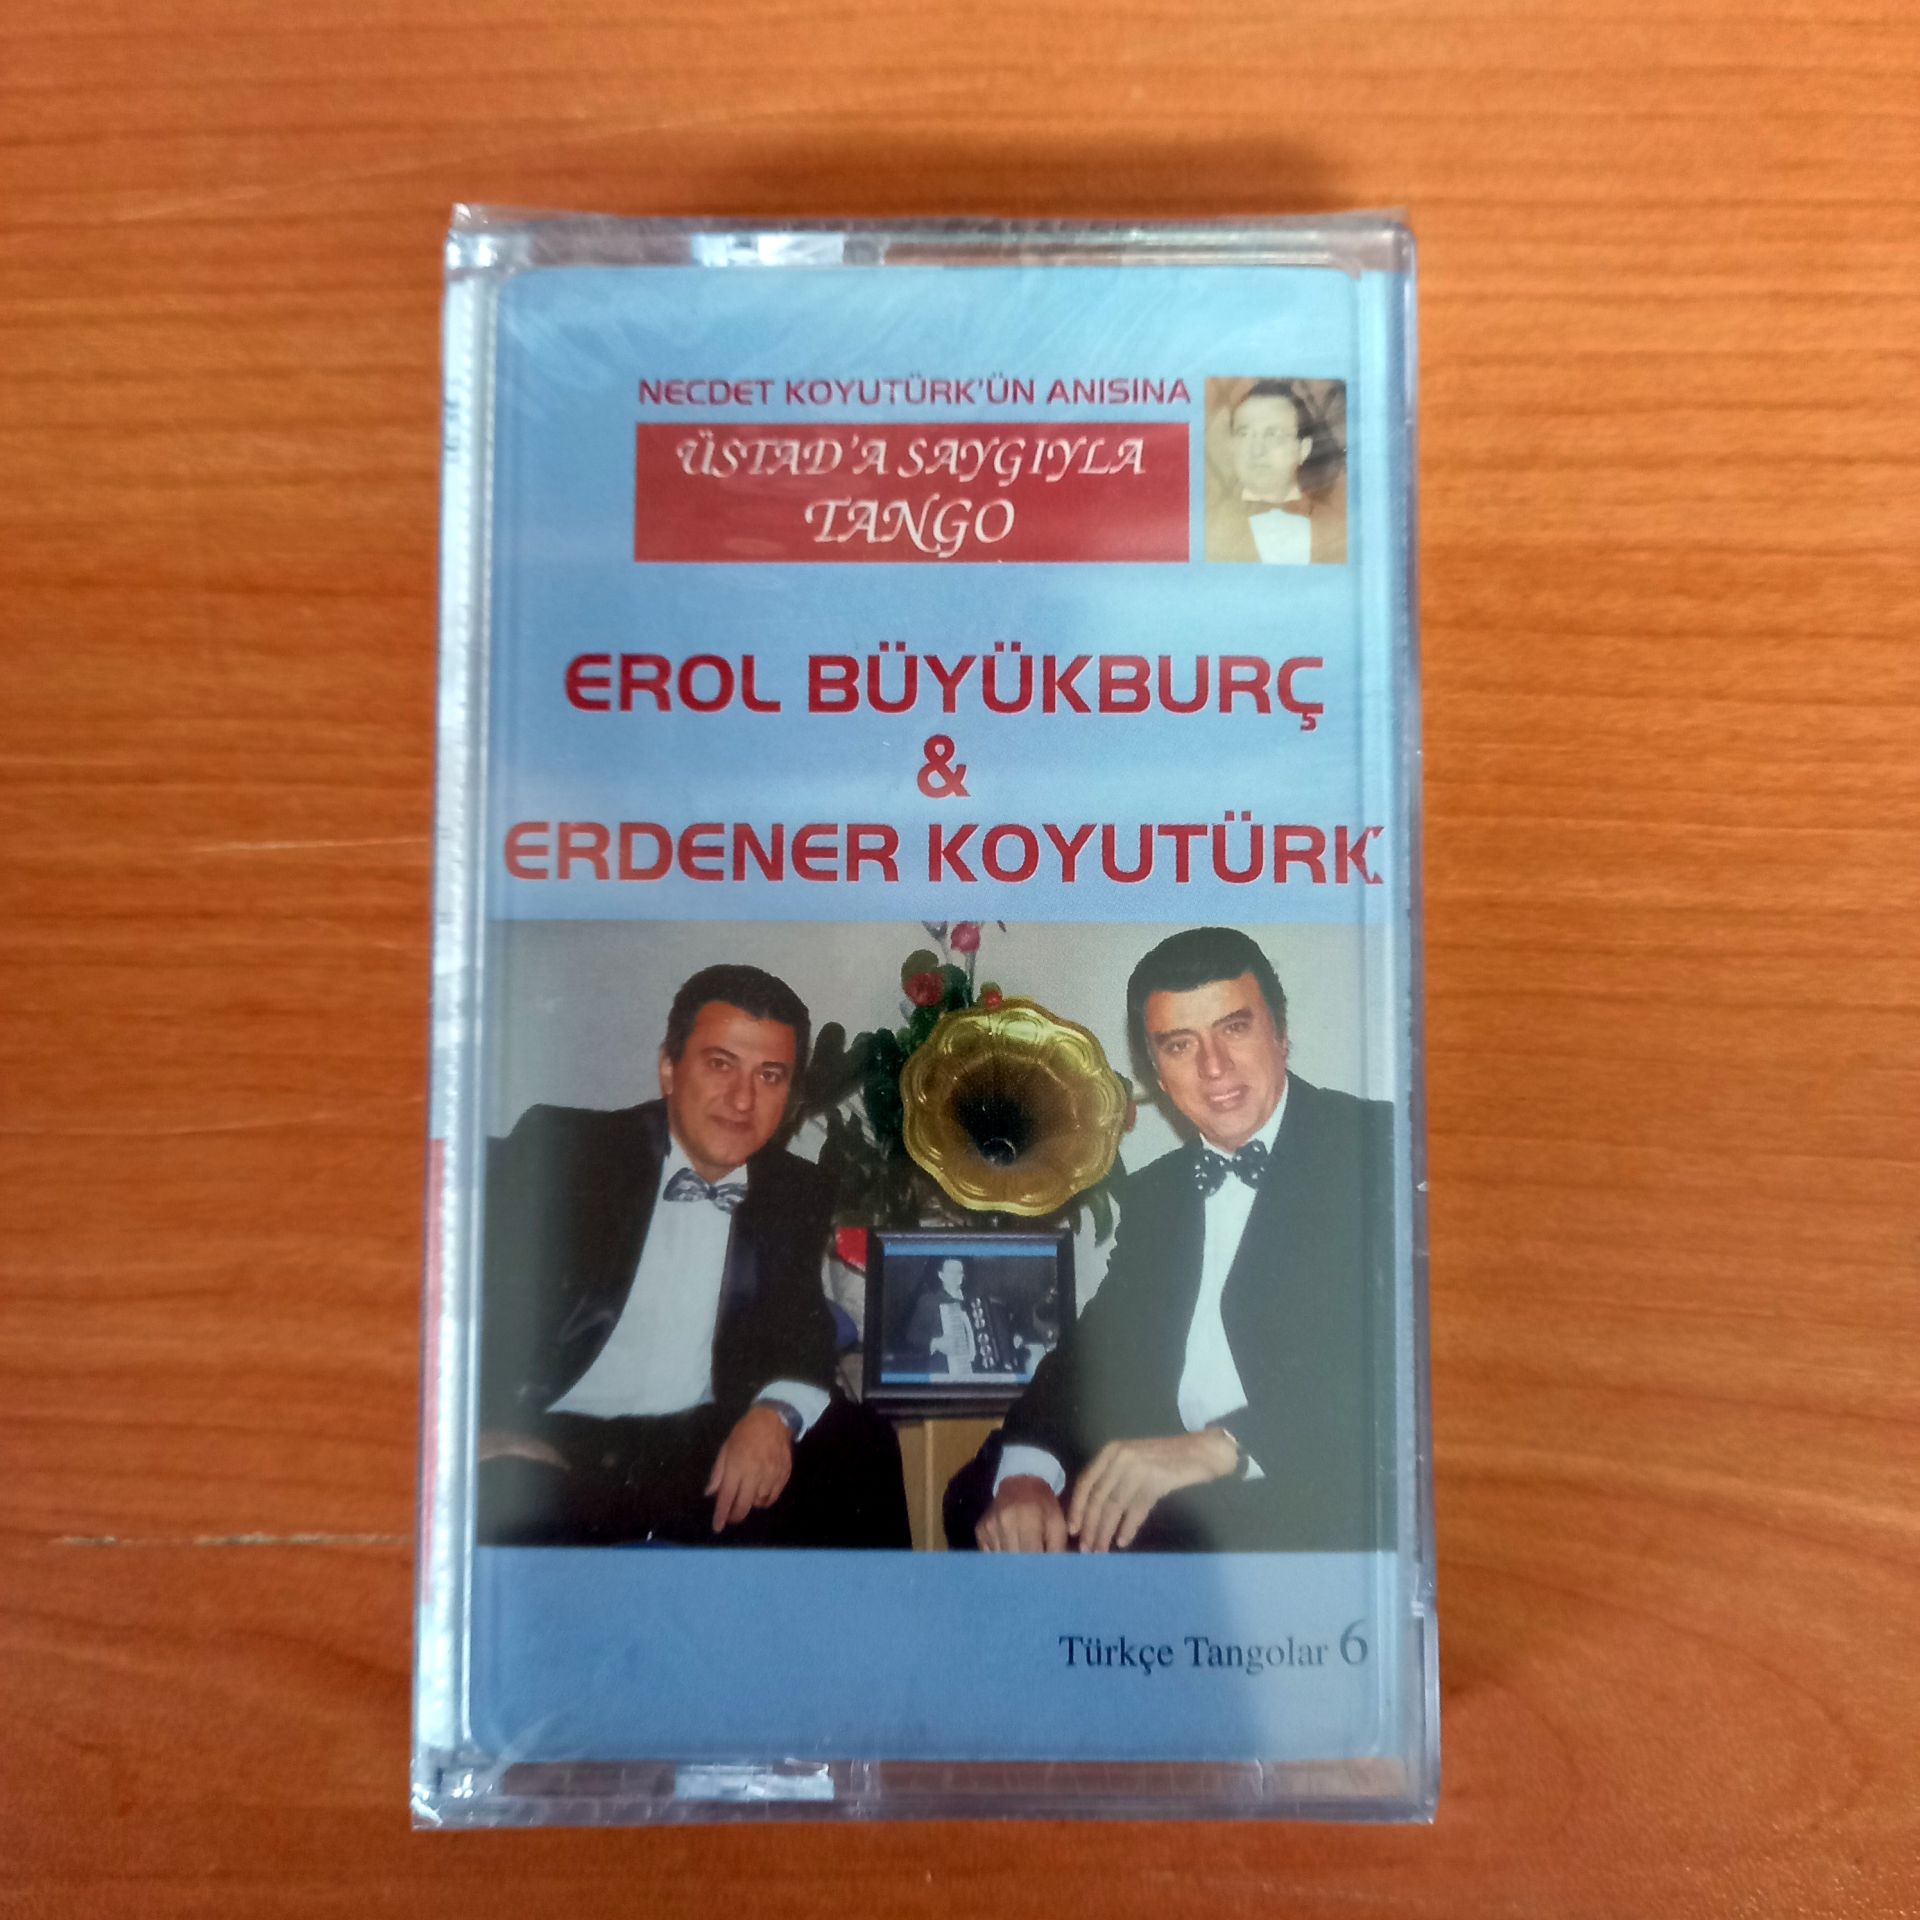 NECDET KOYUTÜRK'ÜN ANISINA
ÜSTAD'A SAYGIYLA
TANGO
EROL BÜYÜKBURÇ
&
ERDENER KOYUTÜRK
Türkçe Tangolar 6